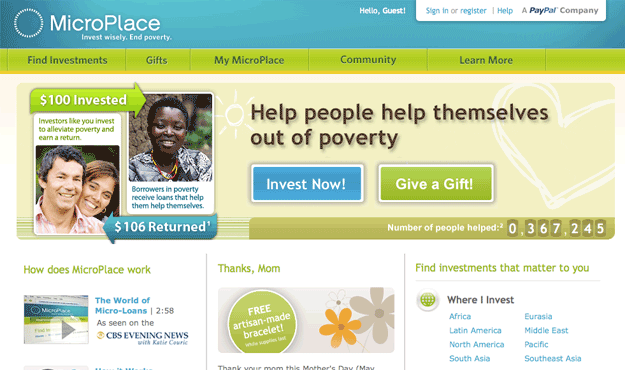 MicroPlace
Invest wisely. End poverty.
Hello, Guest!
Sign in or register | Help
A PayPal Company
Find Investments
Gifts
My MicroPlace
Community
Learn More
$100 Invested
Investors like you invest
to alleviate poverty and
earn a return.
Borrowers in poverty
receive loans that help
them help themselves.
$106 Returned¹
Help people help themselves
out of poverty
Invest Now!
Give a Gift!
Number of people helped:² 0,367,245
How does MicroPlace work
The World of
Micro-Loans | 2:58
As seen on the
CBS EVENING NEWS
with Katie Couric
How it Works
Thanks, Mom
FREE
artisan-made
bracelet!
While supplies last
Thank your mom this Mother's Day (May
Find investments that matter to you
Where I Invest
Africa
Eurasia
Latin America
Middle East
North America
Pacific
South Asia
Southeast Asia